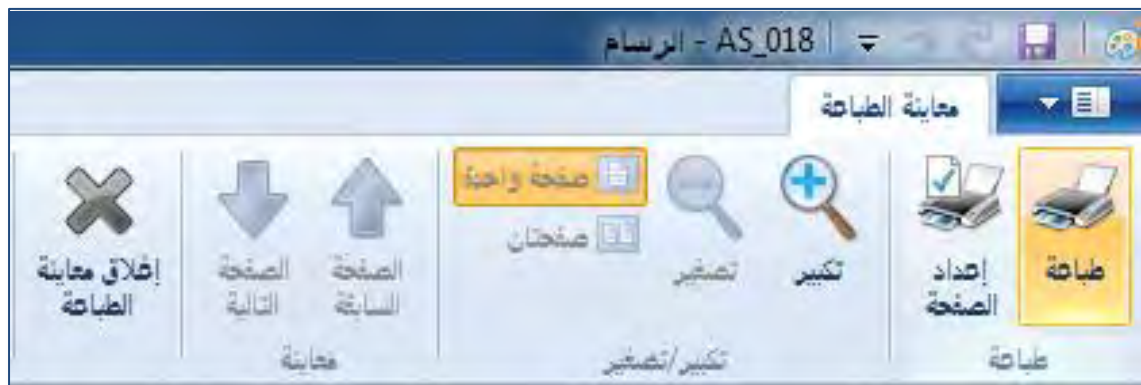 AS_018 - الرسام
معاينة الطباعة
طباعة
إعداد
الصفحة
طباعة
تكبير
تصغير
صفحة واحدة
صفحتان
تكبير/تصغير
الصفحة
السابقة
الصفحة
التالية
معاينة
إغلاق معاينة
الطباعة